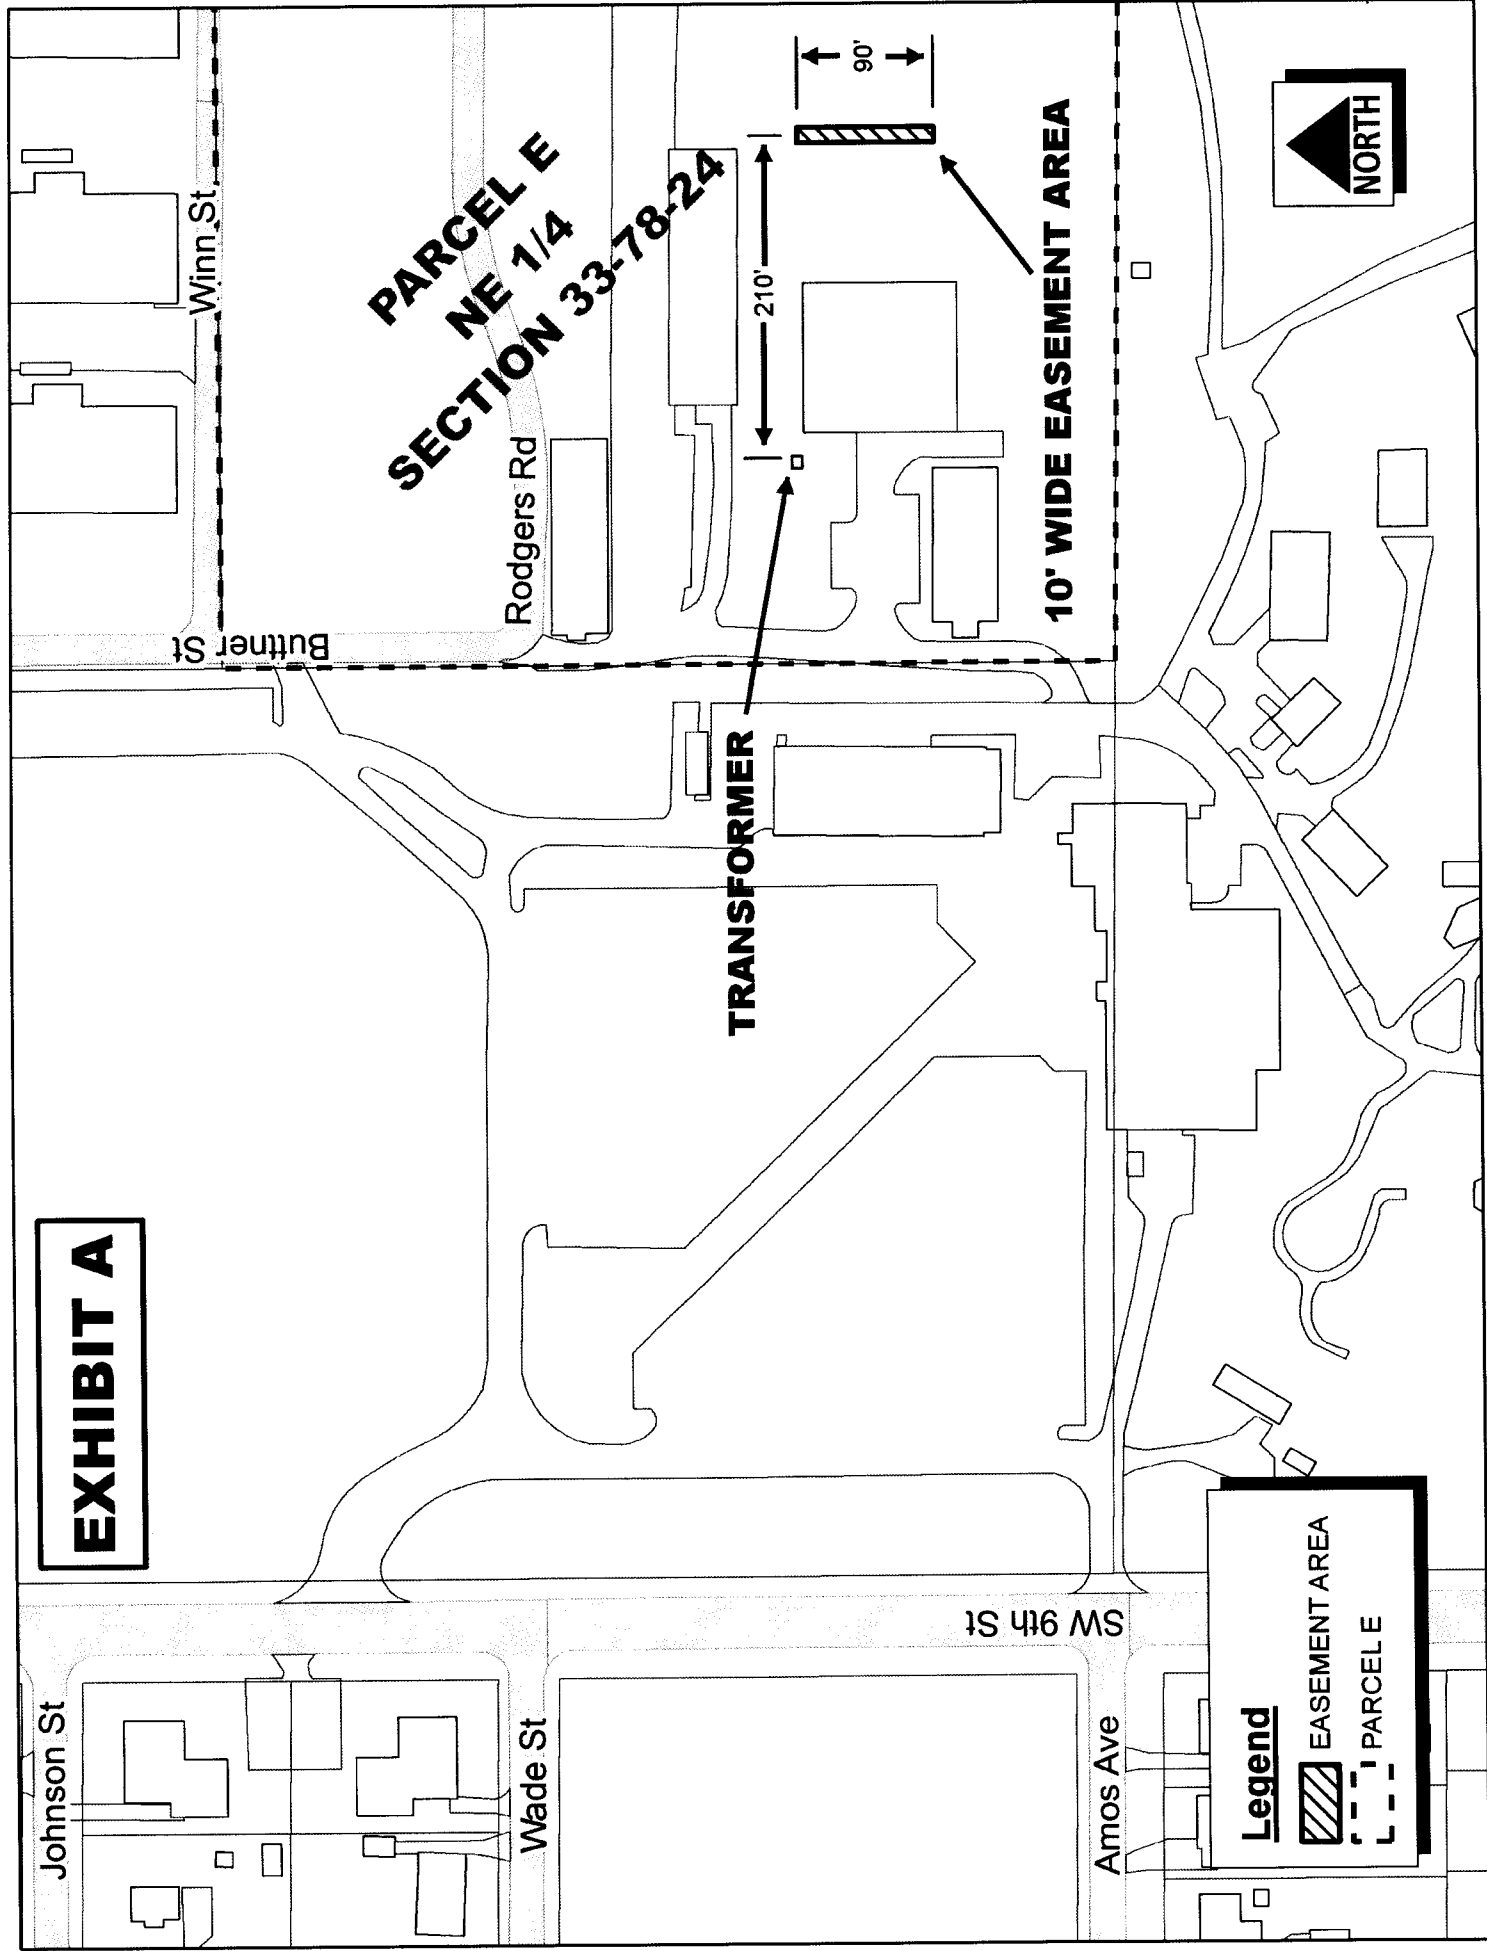 EXHIBIT A
Johnson St
Wade St
Amos Ave
SW 9th St
Buttner St
Winn St
Rodgers Rd
PARCEL E
NE 1/4
SECTION 33-78-24
210'
90'
TRANSFORMER
10' WIDE EASEMENT AREA
Legend
EASEMENT AREA
PARCEL E
NORTH